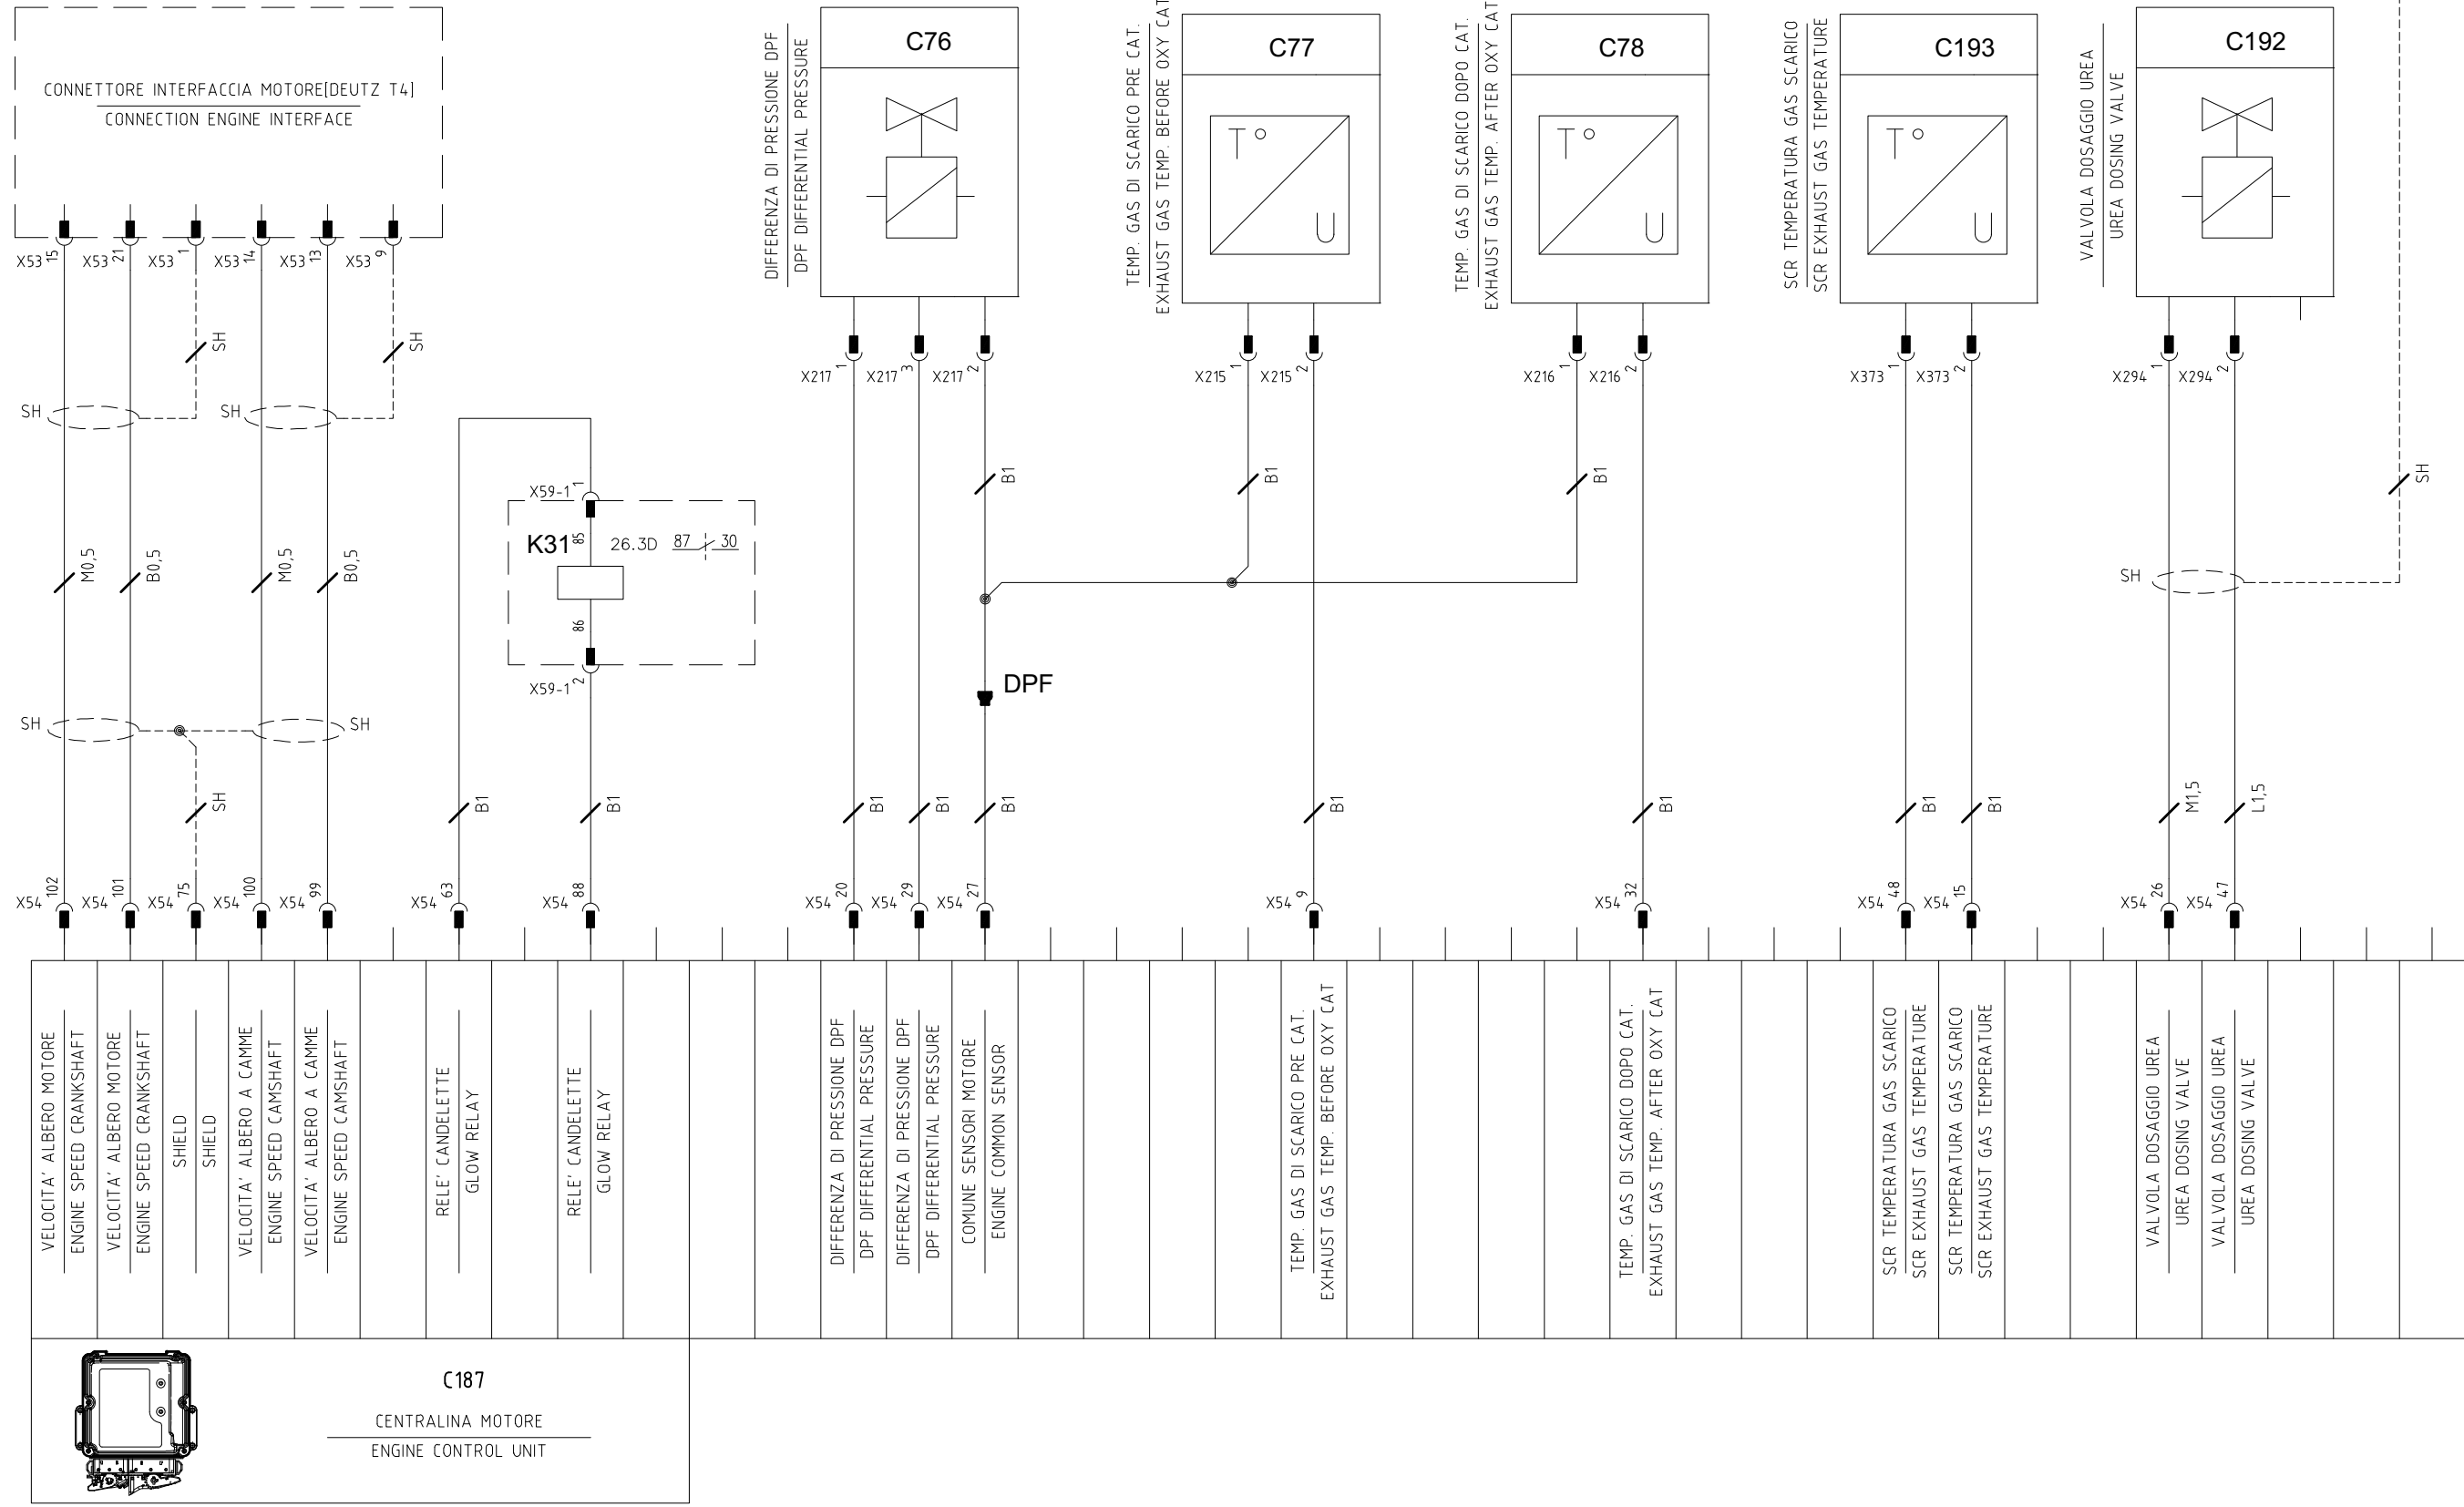 CONNETTORE INTERFACCIA MOTORE[DEUTZ T4]
CONNECTION ENGINE INTERFACE
DIFFERENZA DI PRESSIONE DPF
DPF DIFFERENTIAL PRESSURE
C76
TEMP. GAS DI SCARICO PRE CAT.
EXHAUST GAS TEMP. BEFORE OXY CAT
C77
T°
U
TEMP. GAS DI SCARICO DOPO CAT.
EXHAUST GAS TEMP. AFTER OXY CAT
C78
T°
U
SCR TEMPERATURA GAS SCARICO
SCR EXHAUST GAS TEMPERATURE
C193
T°
U
VALVOLA DOSAGGIO UREA
UREA DOSING VALVE
C192
X53 15
X53 21
X53 1
X53 14
X53 13
X53 9
X217 1
X217 3
X217 2
X215 1
X215 2
X216 1
X216 2
X373 1
X373 2
X294 1
X294 2
SH
SH
SH
SH
B1
B1
B1
SH
X59-1 1
K31
85
26.3D
87
30
86
X59-1 2
M0,5
B0,5
M0,5
B0,5
SH
DPF
SH
SH
SH
B1
B1
B1
B1
B1
B1
B1
B1
B1
M1,5
L1,5
X54 102
X54 101
X54 75
X54 100
X54 99
X54 63
X54 88
X54 20
X54 29
X54 27
X54 9
X54 32
X54 48
X54 15
X54 26
X54 47
VELOCITA' ALBERO MOTORE
ENGINE SPEED CRANKSHAFT
VELOCITA' ALBERO MOTORE
ENGINE SPEED CRANKSHAFT
SHIELD
SHIELD
VELOCITA' ALBERO A CAMME
ENGINE SPEED CAMSHAFT
VELOCITA' ALBERO A CAMME
ENGINE SPEED CAMSHAFT
RELE' CANDELETTE
GLOW RELAY
RELE' CANDELETTE
GLOW RELAY
DIFFERENZA DI PRESSIONE DPF
DPF DIFFERENTIAL PRESSURE
DIFFERENZA DI PRESSIONE DPF
DPF DIFFERENTIAL PRESSURE
COMUNE SENSORI MOTORE
ENGINE COMMON SENSOR
TEMP. GAS DI SCARICO PRE CAT.
EXHAUST GAS TEMP. BEFORE OXY CAT
TEMP. GAS DI SCARICO DOPO CAT.
EXHAUST GAS TEMP. AFTER OXY CAT
SCR TEMPERATURA GAS SCARICO
SCR EXHAUST GAS TEMPERATURE
SCR TEMPERATURA GAS SCARICO
SCR EXHAUST GAS TEMPERATURE
VALVOLA DOSAGGIO UREA
UREA DOSING VALVE
VALVOLA DOSAGGIO UREA
UREA DOSING VALVE
C187
CENTRALINA MOTORE
ENGINE CONTROL UNIT